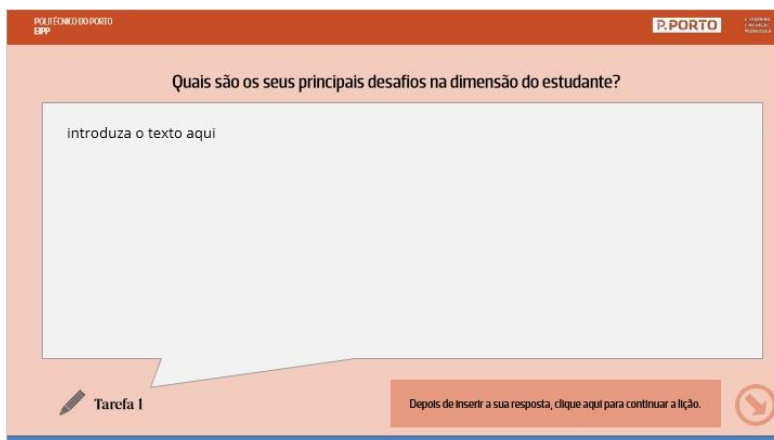 POLITÉCNICO DO PORTO
EIPP
P.PORTO
Quais são os seus principais desafios na dimensão do estudante?
introduza o texto aqui
Tarefa 1
Depois de inserir a sua resposta, clique aqui para continuar a lição.